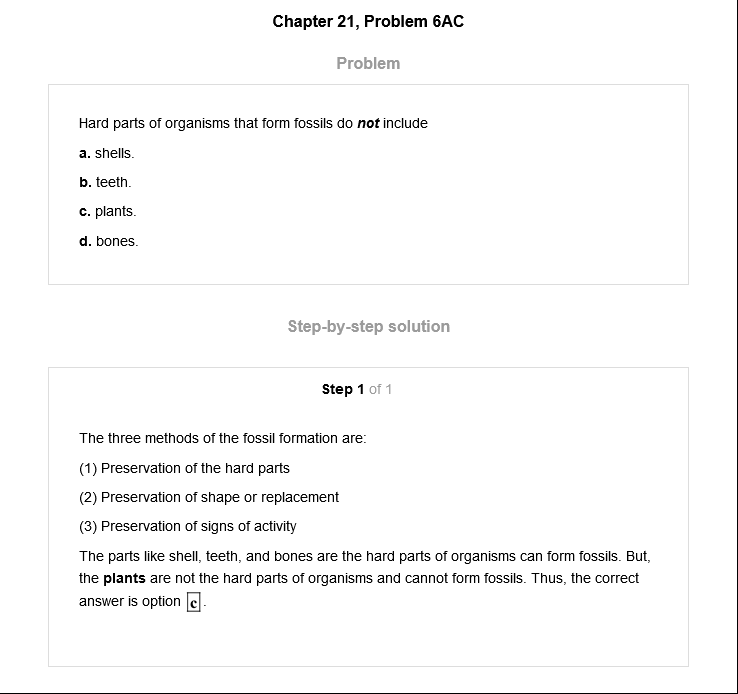 Chapter 21, Problem 6AC
Problem
Hard parts of organisms that form fossils do not include
a. shells.
b. teeth.
c. plants.
d. bones.
Step-by-step solution
Step 1 of 1
The three methods of the fossil formation are:
(1) Preservation of the hard parts
(2) Preservation of shape or replacement
(3) Preservation of signs of activity
The parts like shell, teeth, and bones are the hard parts of organisms can form fossils. But,
the plants are not the hard parts of organisms and cannot form fossils. Thus, the correct
answer is option c.